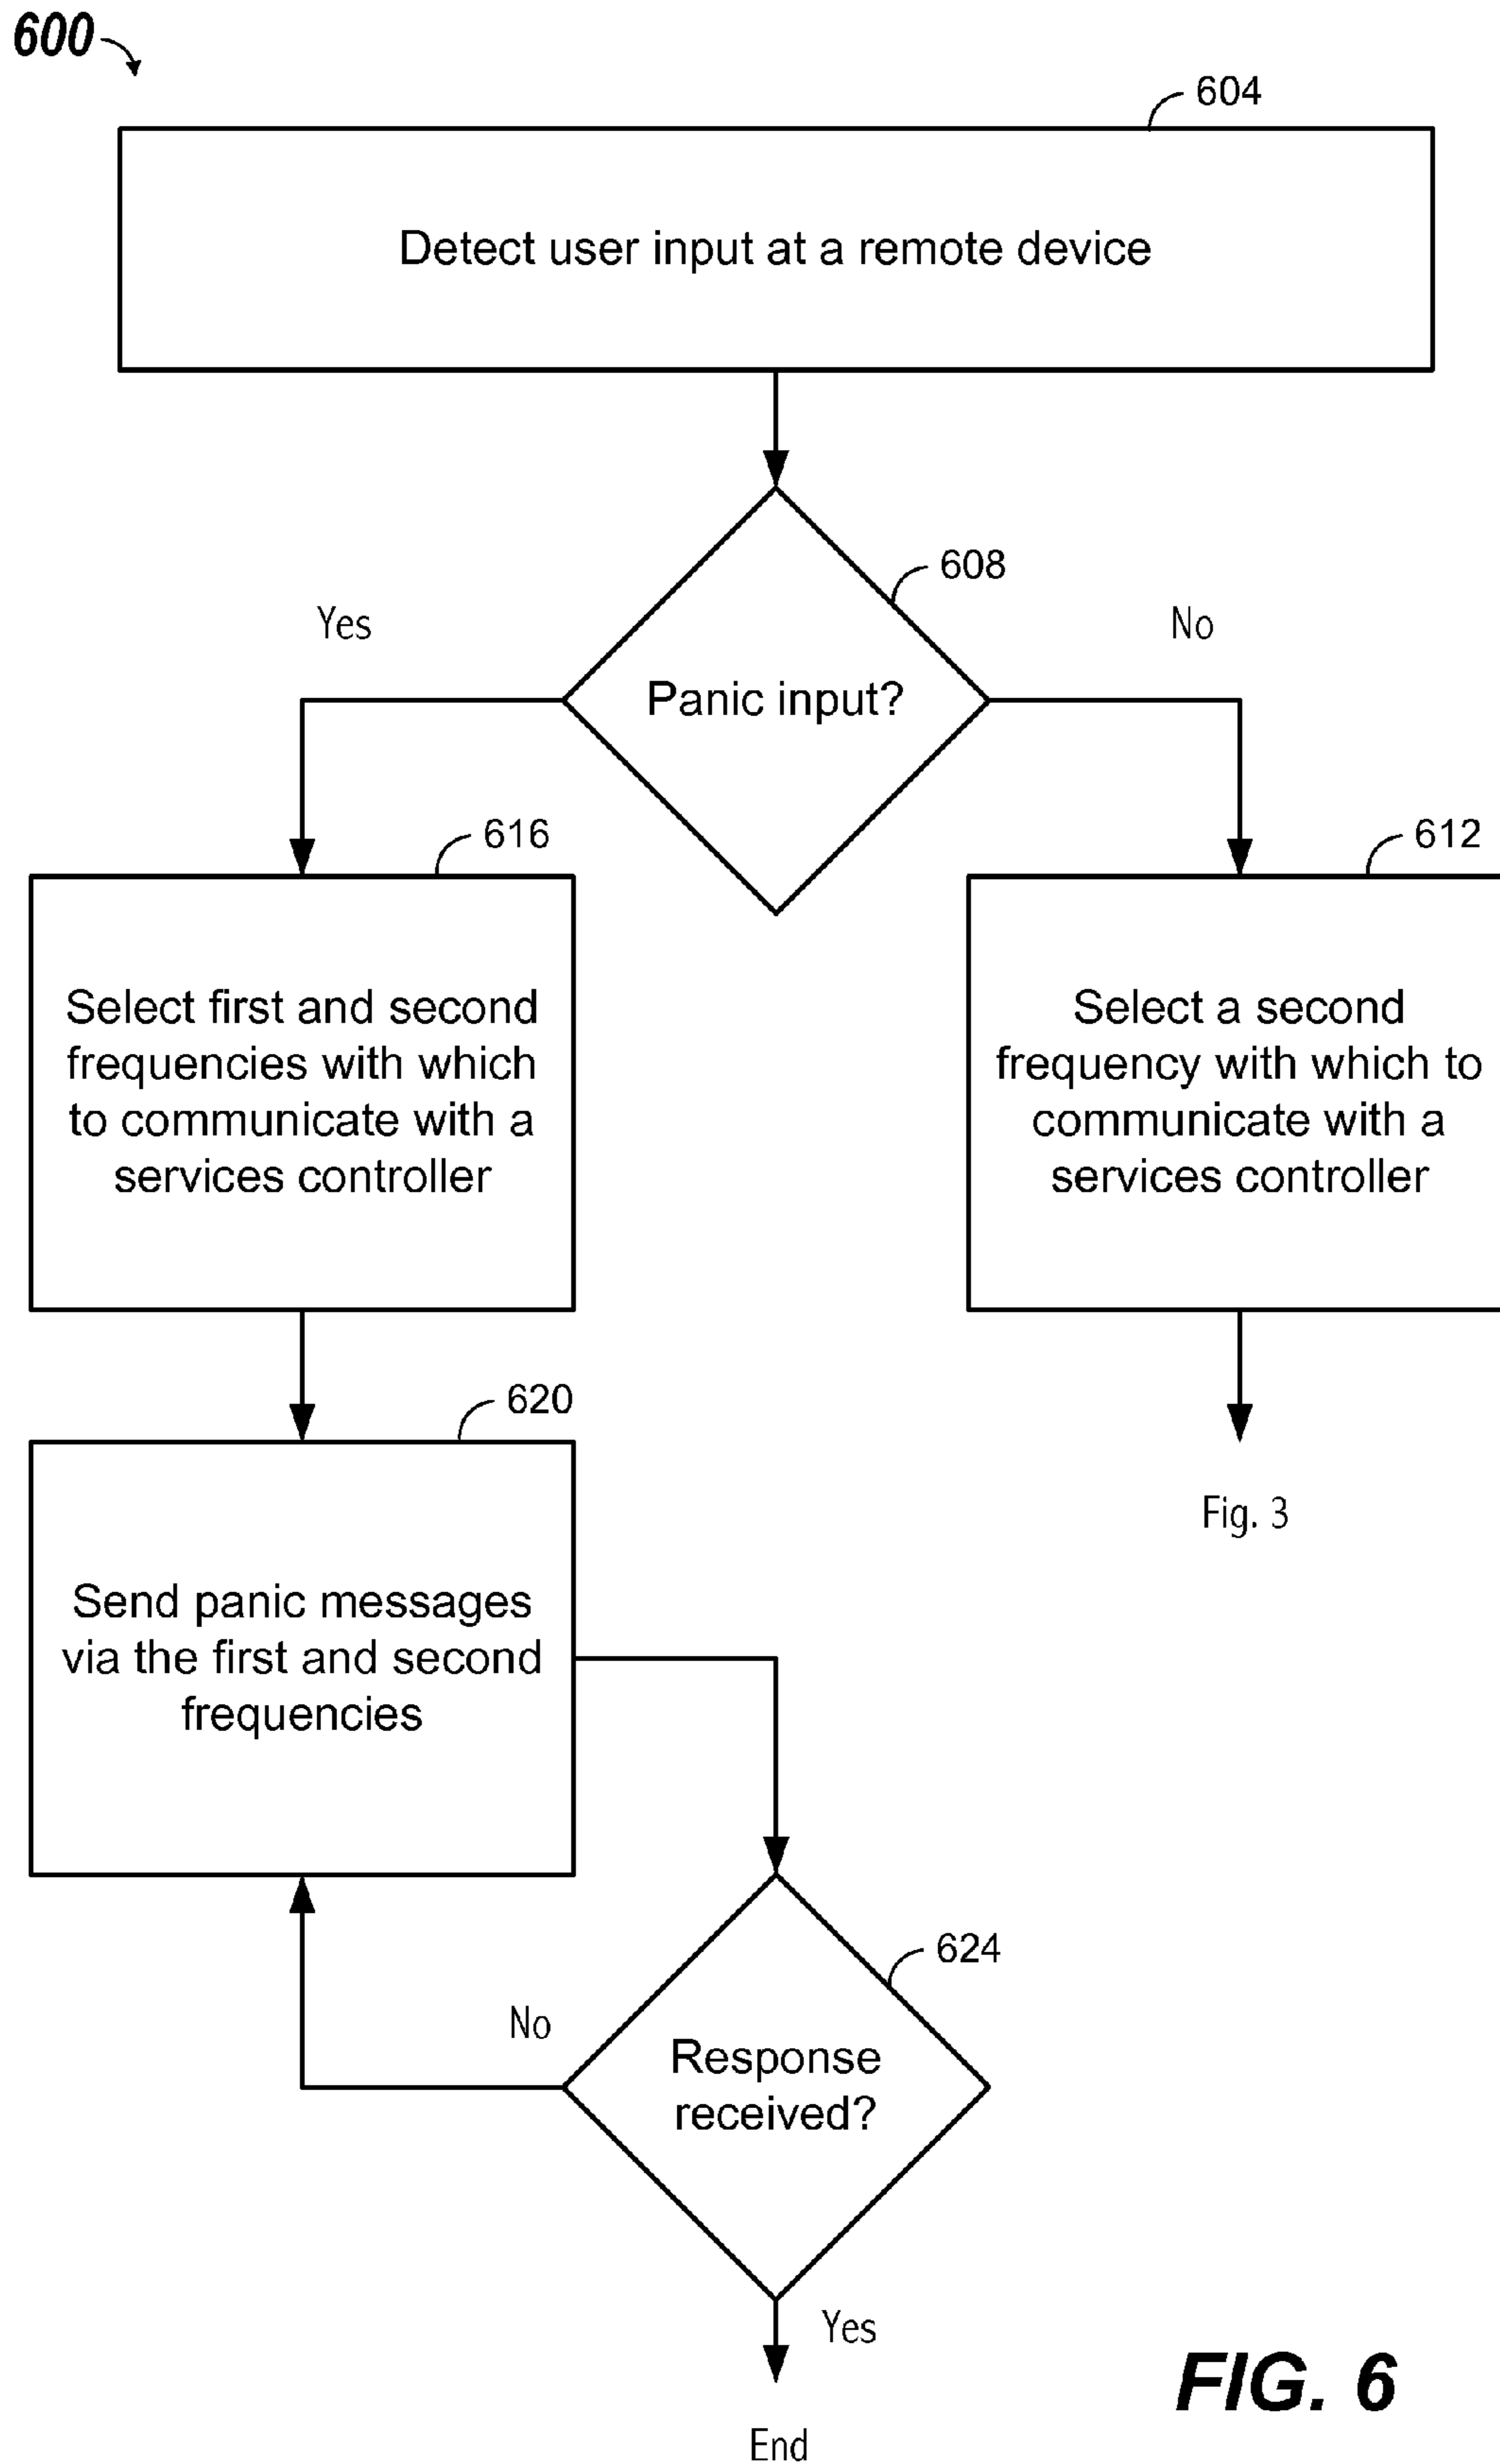 600
604
Detect user input at a remote device
608
Yes
No
Panic input?
616
612
Select first and second
frequencies with which
to communicate with a
services controller
Select a second
frequency with which to
communicate with a
services controller
620
Fig. 3
Send panic messages
via the first and second
frequencies
624
No
Response
received?
Yes
End
FIG. 6